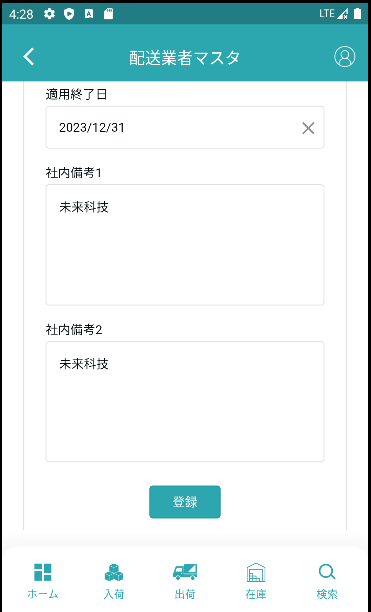 4:28
LTE
配送業者マスタ
適用終了日
2023/12/31
社内備考1
未来科技
社内備考2
未来科技
登録
ホーム
入荷
出荷
在庫
検索